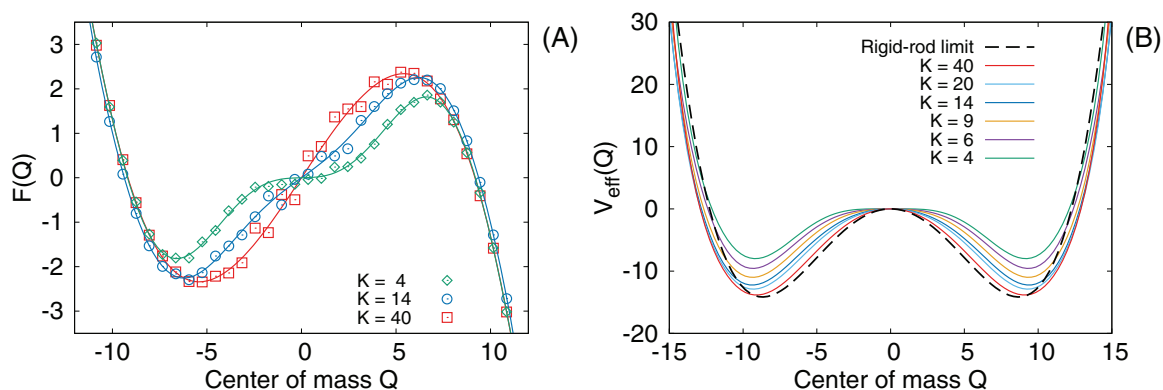 (A)
F(Q)
3
2
1
0
-1
-2
-3
K = 4
K = 14
K = 40
-10 -5 0 5 10
Center of mass Q
(B)
V_eff(Q)
30
20
10
0
-10
-20
Rigid-rod limit
K = 40
K = 20
K = 14
K = 9
K = 6
K = 4
-15 -10 -5 0 5 10 15
Center of mass Q